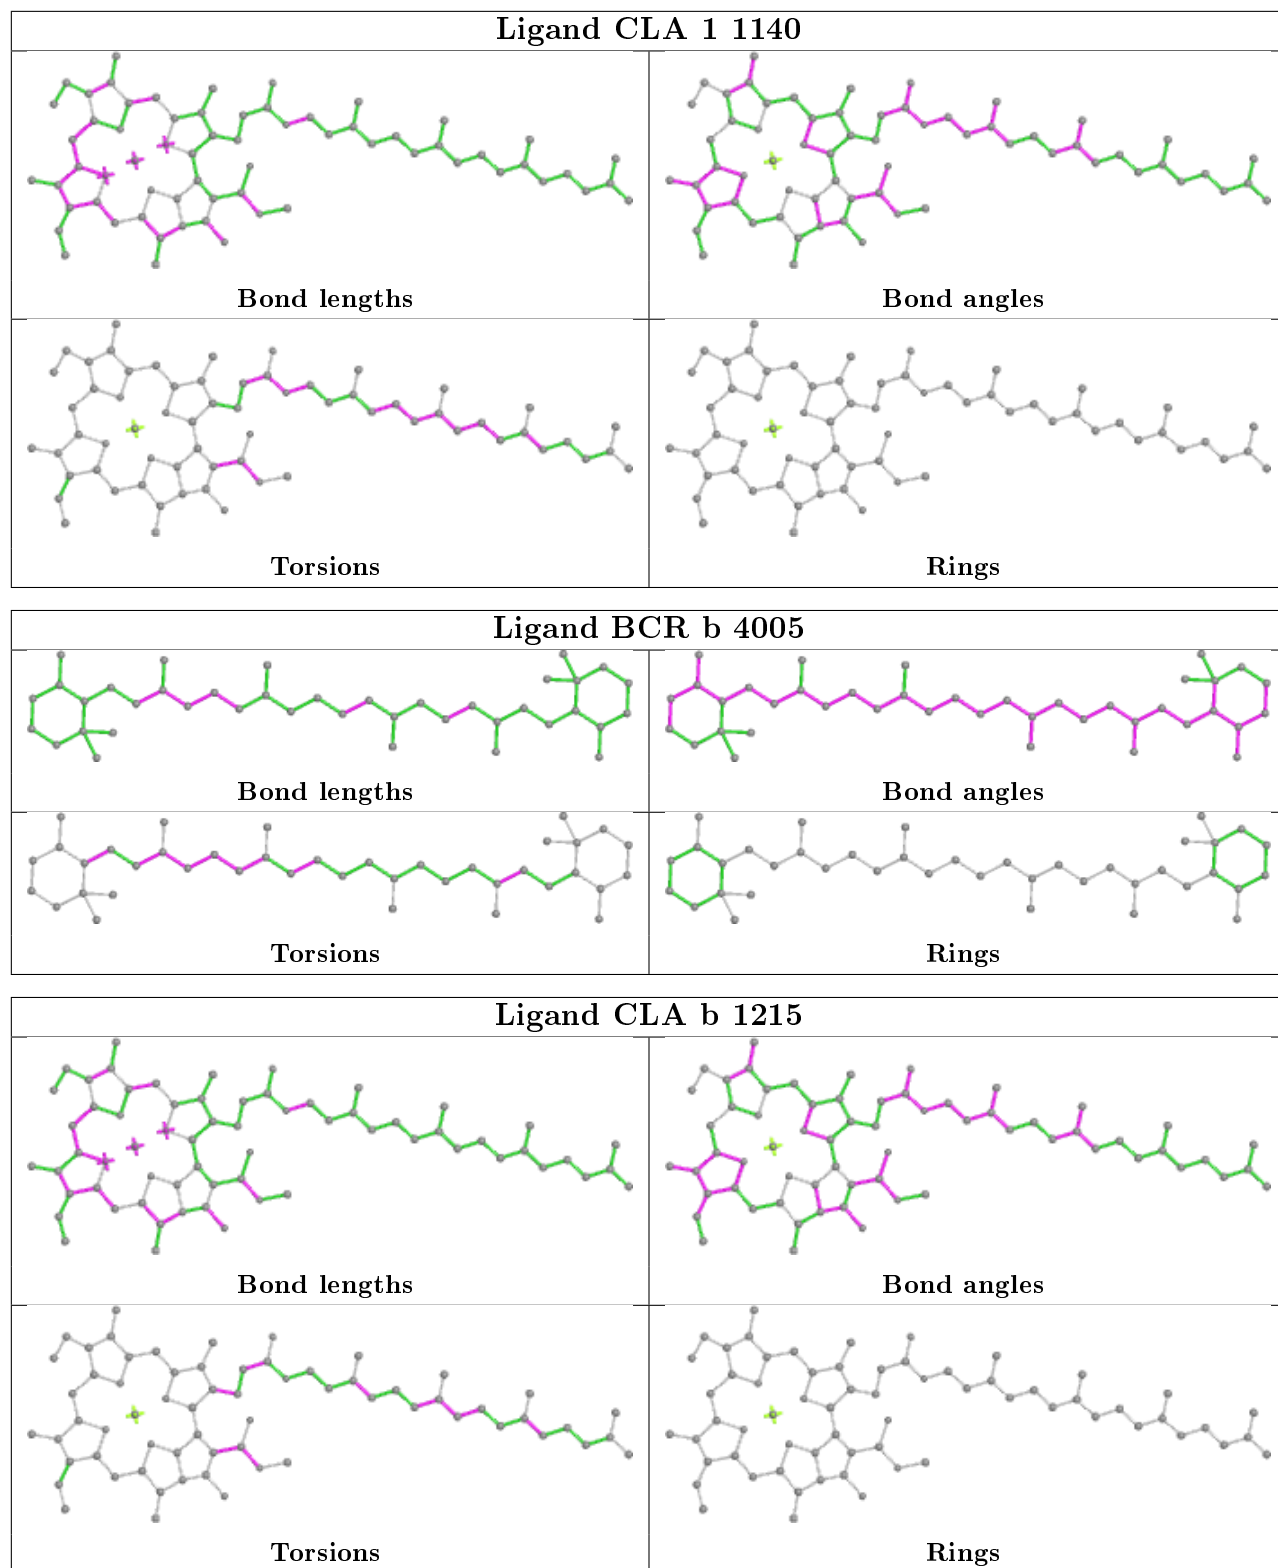 Ligand CLA 1 1140
Bond lengths
Bond angles
Torsions
Rings
Ligand BCR b 4005
Bond lengths
Bond angles
Torsions
Rings
Ligand CLA b 1215
Bond lengths
Bond angles
Torsions
Rings